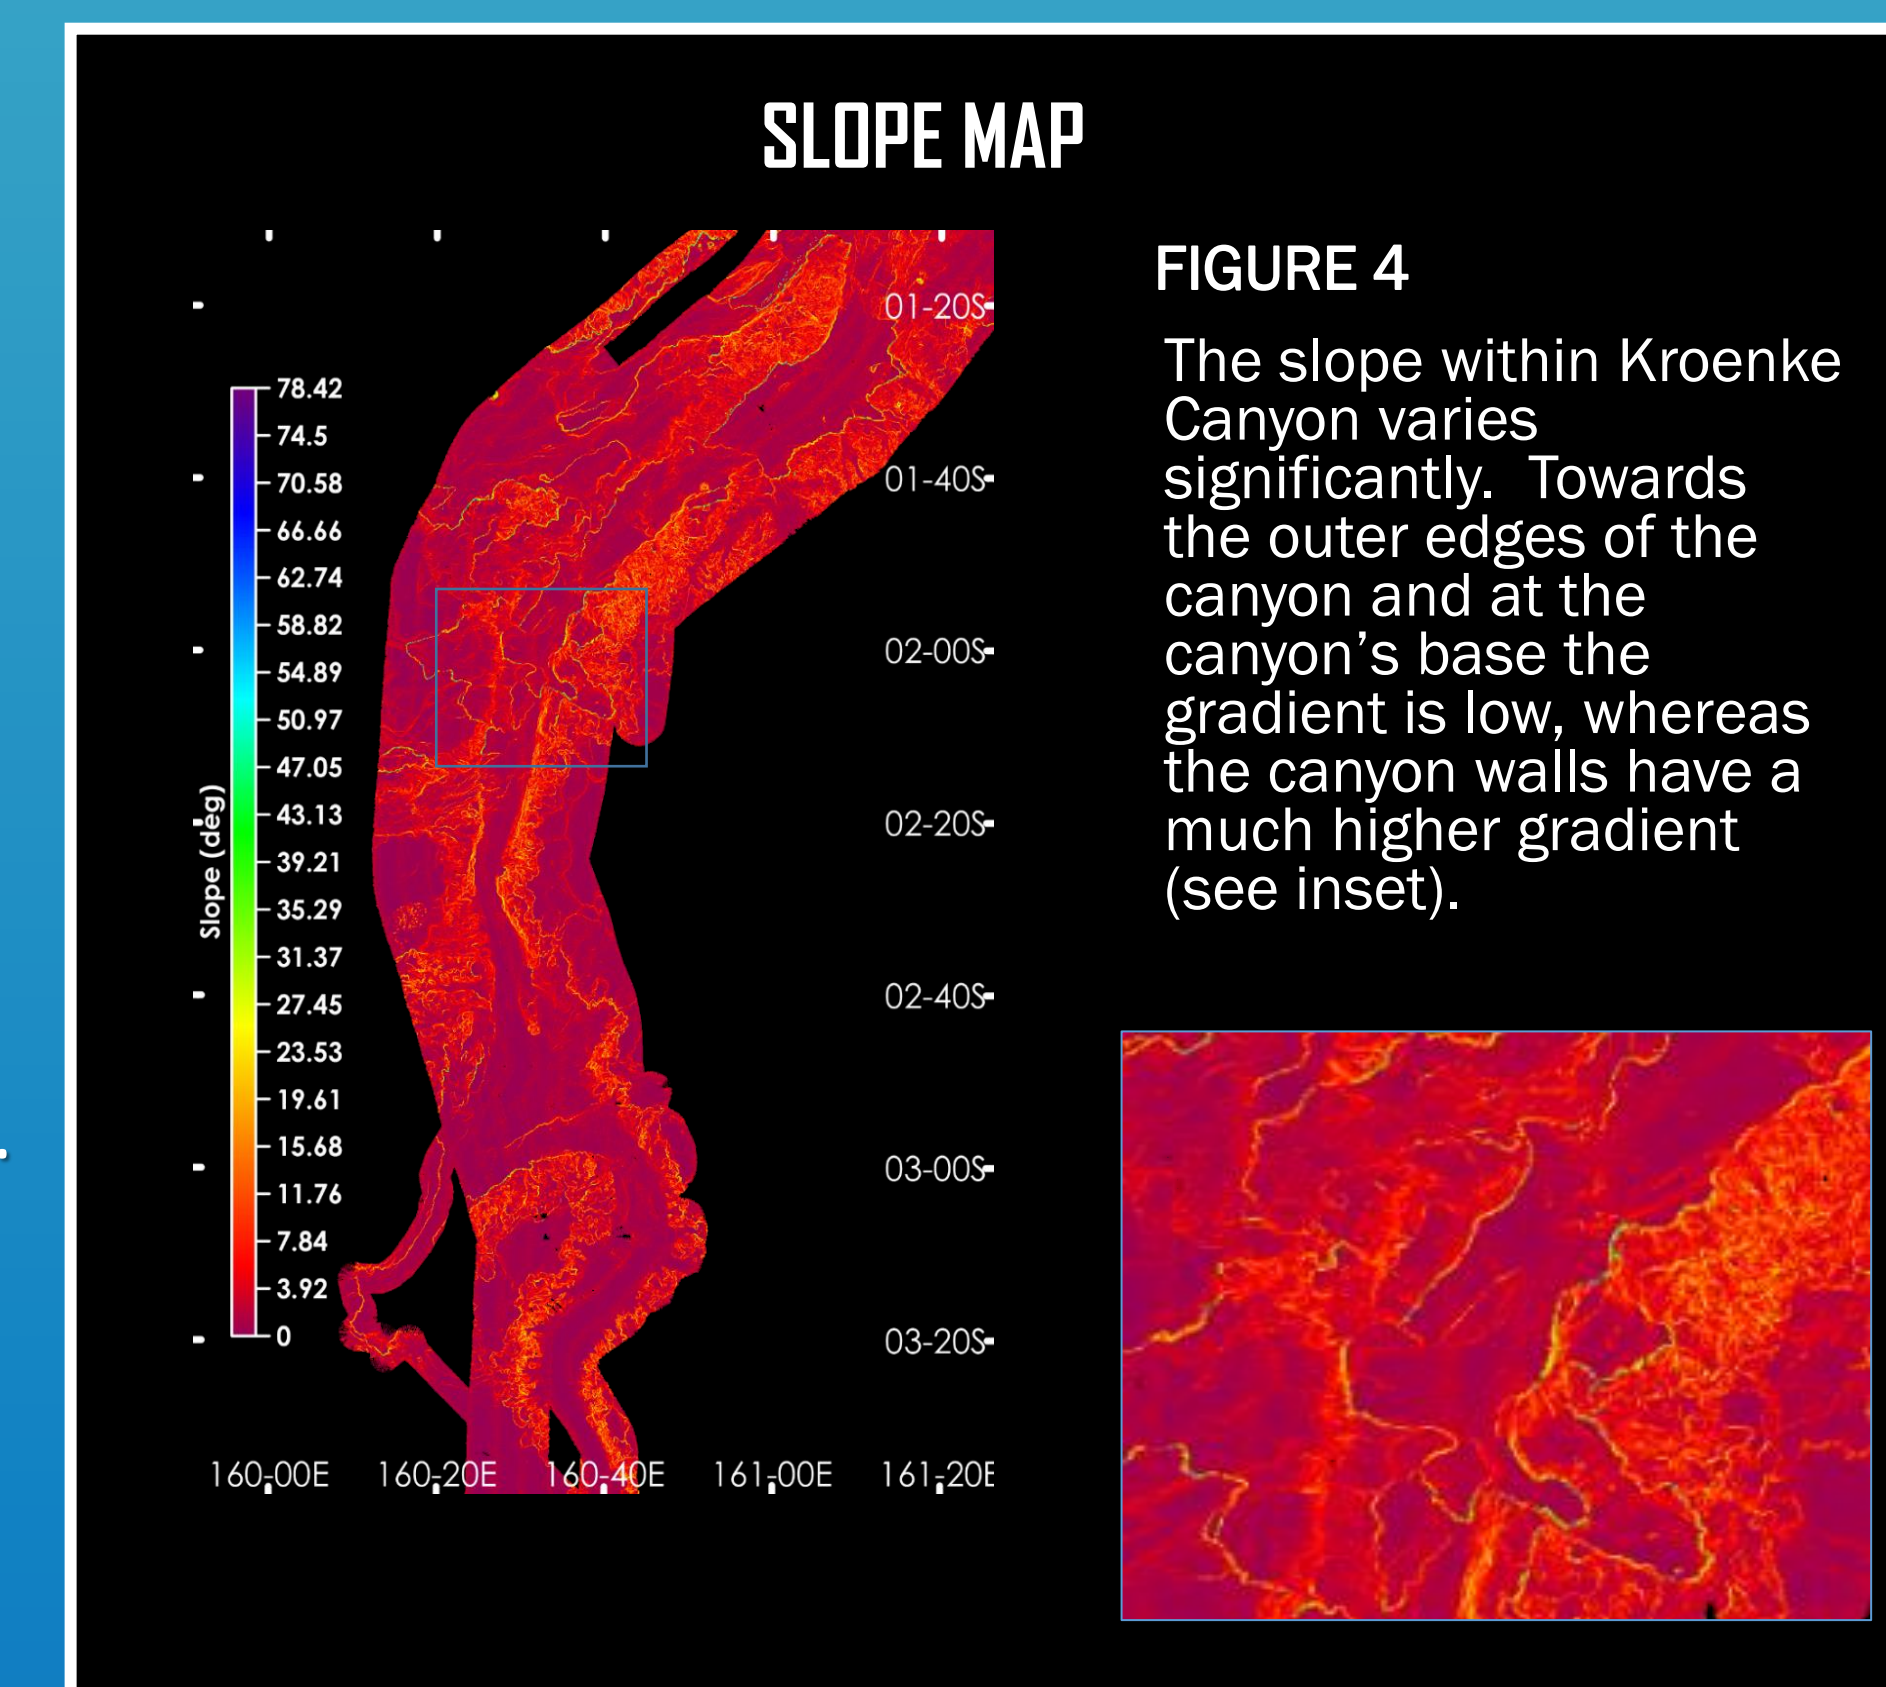 SLOPE MAP
FIGURE 4
The slope within Kroenke
Canyon varies
significantly.  Towards
the outer edges of the
canyon and at the
canyon’s base the
gradient is low, whereas
the canyon walls have a
much higher gradient
(see inset).
Slope (deg)
78.42
74.5
70.58
66.66
62.74
58.82
54.89
50.97
47.05
43.13
39.21
35.29
31.37
27.45
23.53
19.61
15.68
11.76
7.84
3.92
0
01-20S
01-40S
02-00S
02-20S
02-40S
03-00S
03-20S
160-00E 160-20E 160-40E 161-00E 161-20E